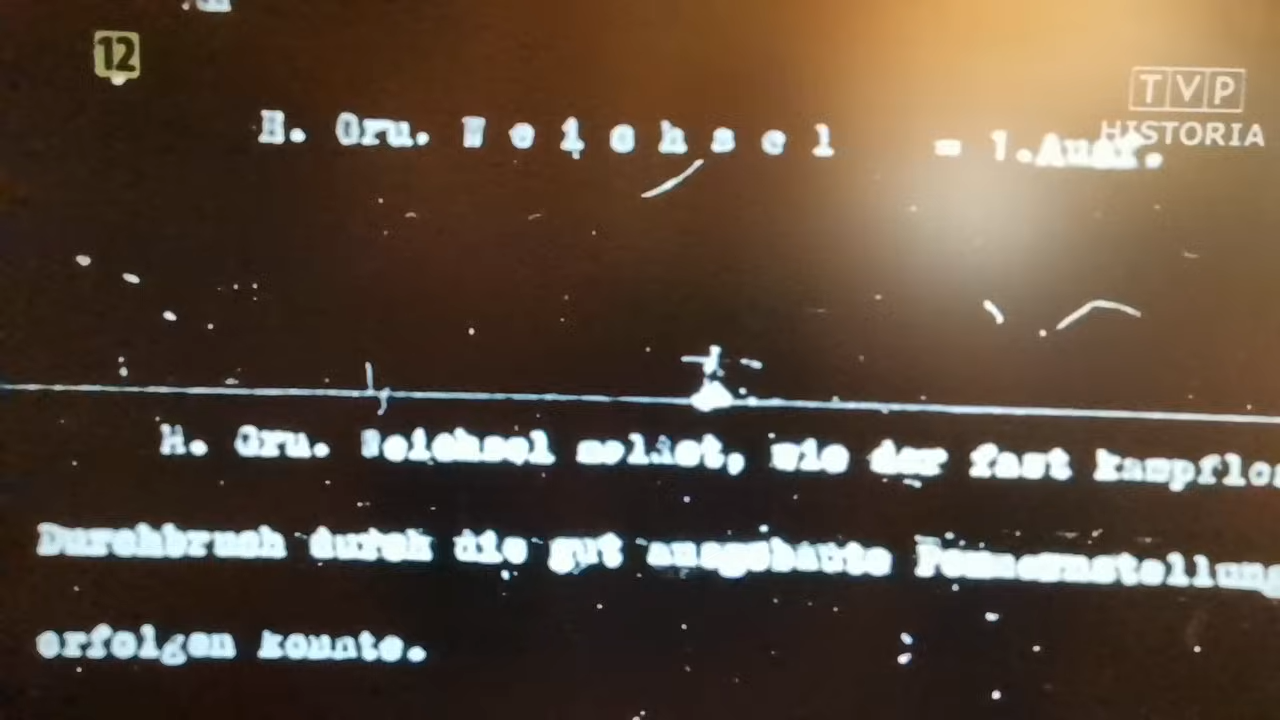 12
TVP
HISTORIA
H. Gru. W e i c h s e l = 1.Ausf.
H. Gru. Weichsel meldet, wie der fast kampflos
Durchbruch durch die gut ausgebaute Pommernstellung
erfolgen konnte.